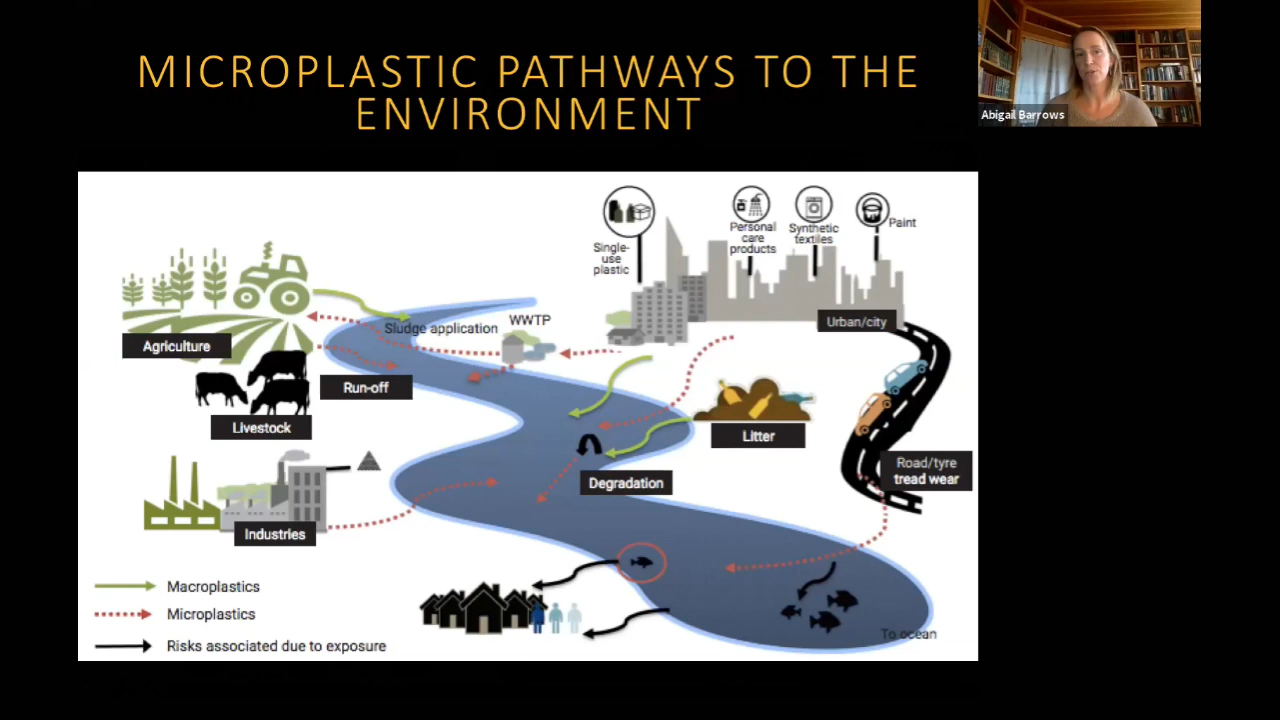 MICROPLASTIC PATHWAYS TO THE
ENVIRONMENT
Abigail Barrows
Single-
use
plastic
Personal
care
products
Synthetic
textiles
Paint
Sludge application
WWTP
Urban/city
Agriculture
Run-off
Livestock
Litter
Road/tyre
tread wear
Degradation
Industries
Macroplastics
Microplastics
Risks associated due to exposure
To ocean